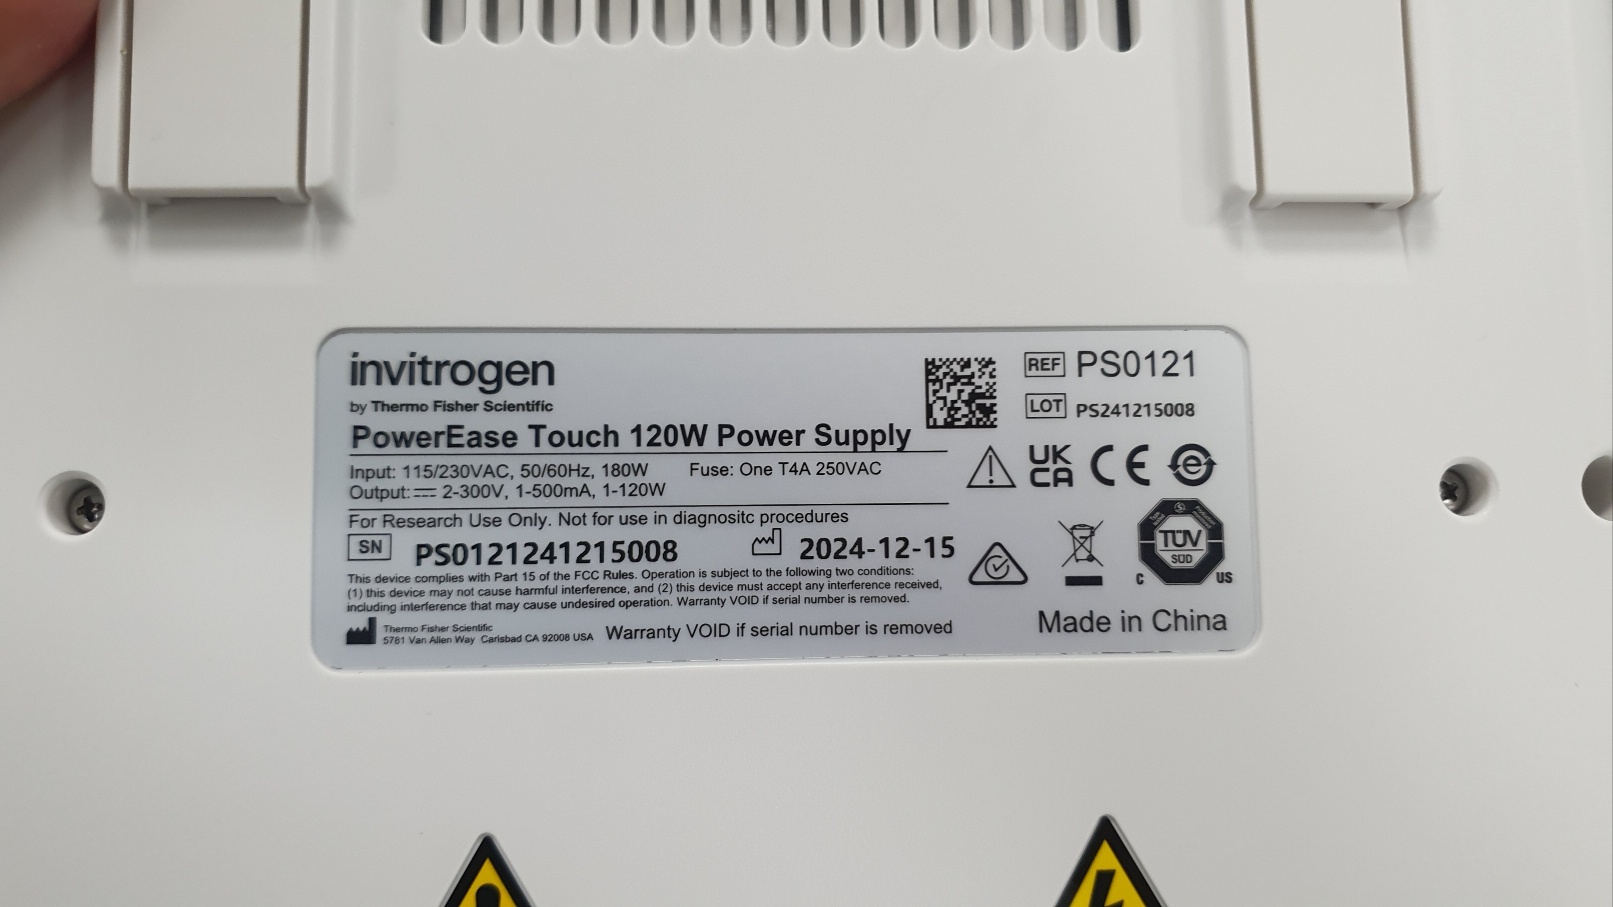 invitrogen
by Thermo Fisher Scientific
PowerEase Touch 120W Power Supply
Input: 115/230VAC, 50/60Hz, 180W Fuse: One T4A 250VAC
Output: 2-300V, 1-500mA, 1-120W
For Research Use Only. Not for use in diagnositc procedures
SN PS0121241215008 2024-12-15
This device complies with Part 15 of the FCC Rules. Operation is subject to the following two conditions:
(1) this device may not cause harmful interference, and (2) this device must accept any interference received,
including interference that may cause undesired operation. Warranty VOID if serial number is removed.
Thermo Fisher Scientific
5781 Van Allen Way Carlsbad CA 92008 USA
Warranty VOID if serial number is removed
REF PS0121
LOT PS241215008
UK
CA CE e
TÜV
SÜD
C US
Made in China